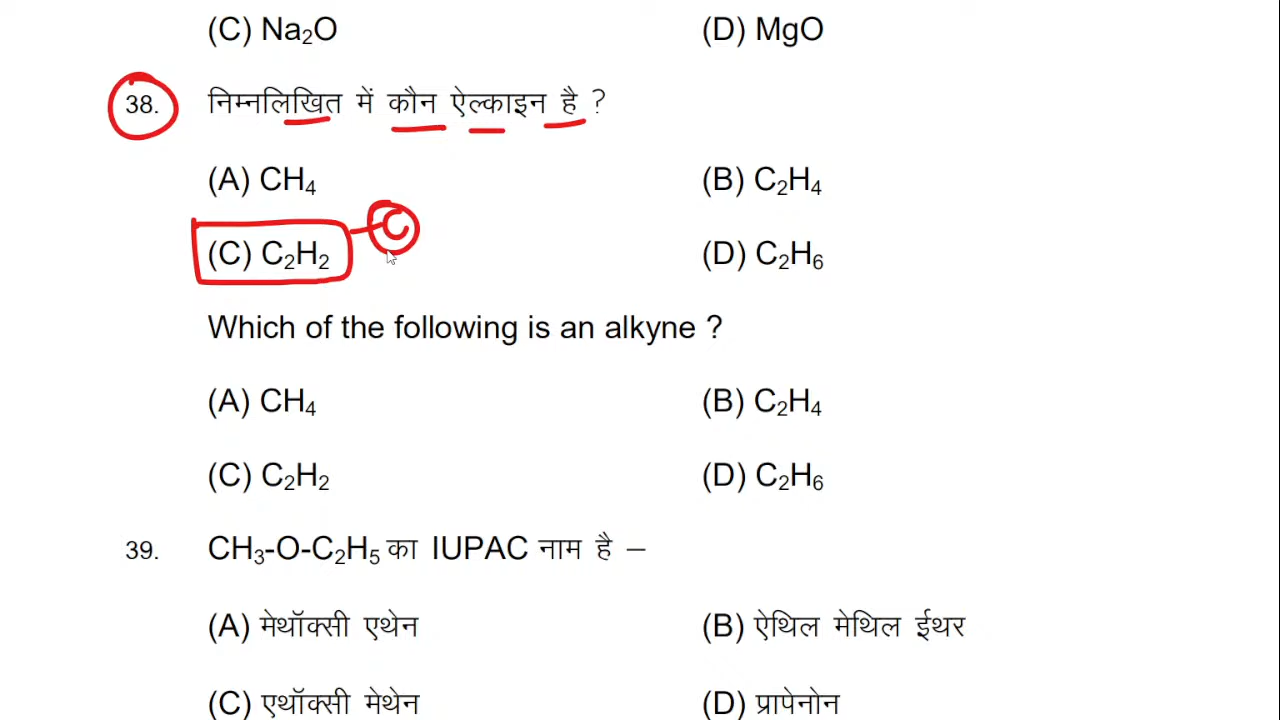 (C) Na₂O (D) MgO
38. निम्नलिखित में कौन ऐल्काइन है ?
(A) CH₄ (B) C₂H₄
(C) C₂H₂ C (D) C₂H₆
Which of the following is an alkyne ?
(A) CH₄ (B) C₂H₄
(C) C₂H₂ (D) C₂H₆
39. CH₃-O-C₂H₅ का IUPAC नाम है –
(A) मेथॉक्सी एथेन (B) ऐथिल मेथिल ईथर
(C) एथॉक्सी मेथेन (D) प्रापेनोन